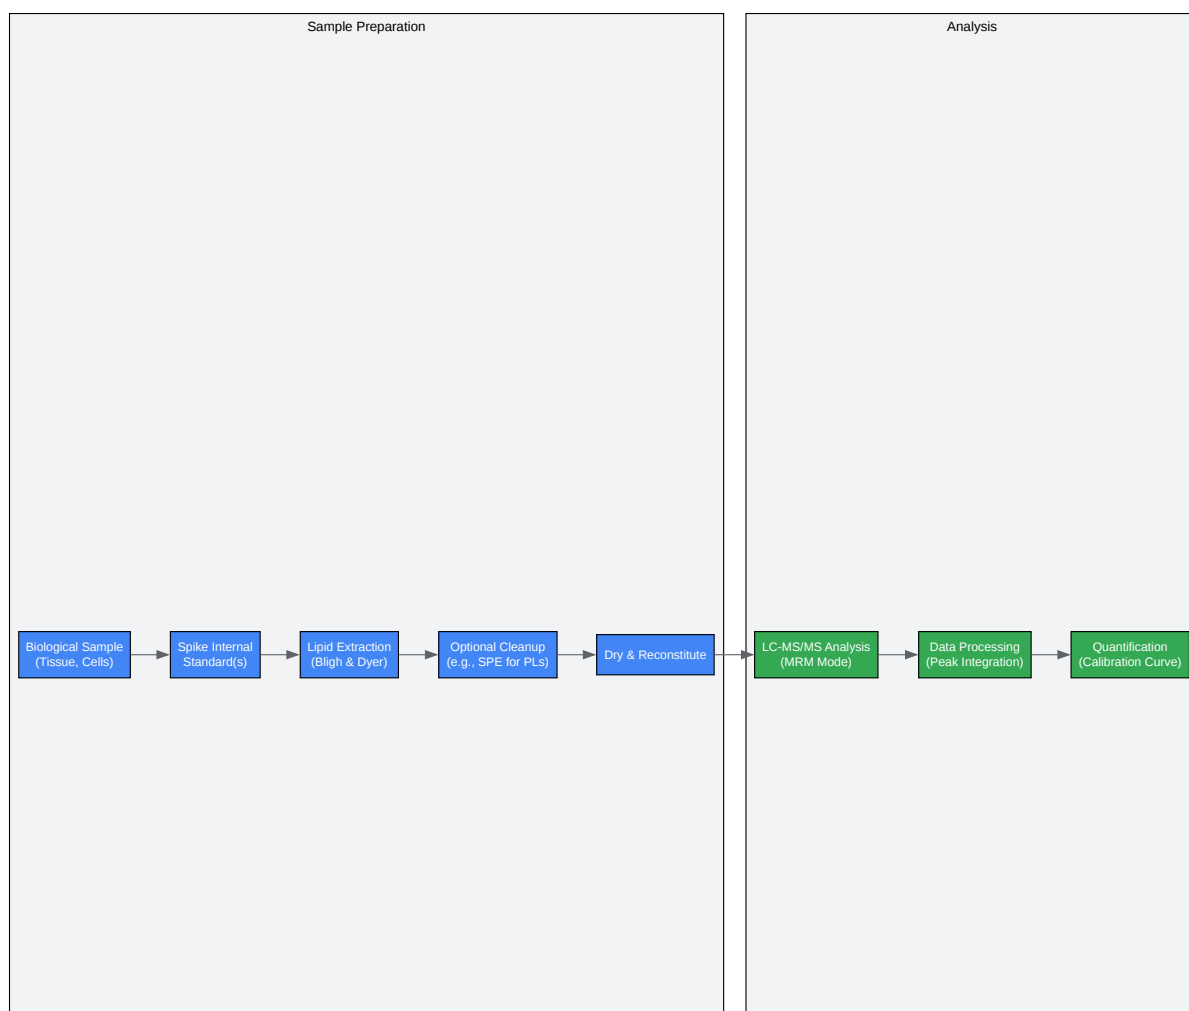 Sample Preparation
Analysis
Biological Sample
(Tissue, Cells)
Spike Internal
Standard(s)
Lipid Extraction
(Bligh & Dyer)
Optional Cleanup
(e.g., SPE for PLs)
Dry & Reconstitute
LC-MS/MS Analysis
(MRM Mode)
Data Processing
(Peak Integration)
Quantification
(Calibration Curve)